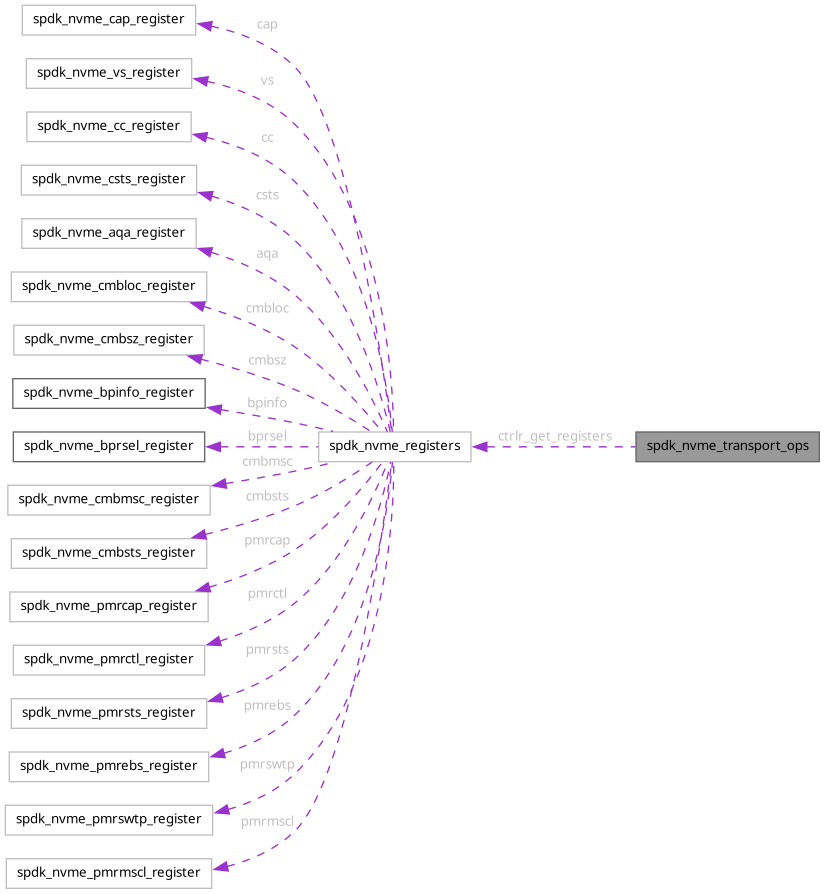 spdk_nvme_cap_register
cap
spdk_nvme_vs_register
vs
spdk_nvme_cc_register
cc
spdk_nvme_csts_register
csts
spdk_nvme_aqa_register
aqa
spdk_nvme_cmbloc_register
cmbloc
spdk_nvme_cmbsz_register
cmbsz
spdk_nvme_bpinfo_register
bpinfo
spdk_nvme_bprsel_register
bprsel
spdk_nvme_registers
ctrlr_get_registers
spdk_nvme_transport_ops
cmbmsc
spdk_nvme_cmbmsc_register
cmbsts
spdk_nvme_cmbsts_register
pmrcap
spdk_nvme_pmrcap_register
pmrctl
spdk_nvme_pmrctl_register
pmrsts
spdk_nvme_pmrsts_register
pmrebs
spdk_nvme_pmrebs_register
pmrswtp
spdk_nvme_pmrswtp_register
pmrmscl
spdk_nvme_pmrmscl_register